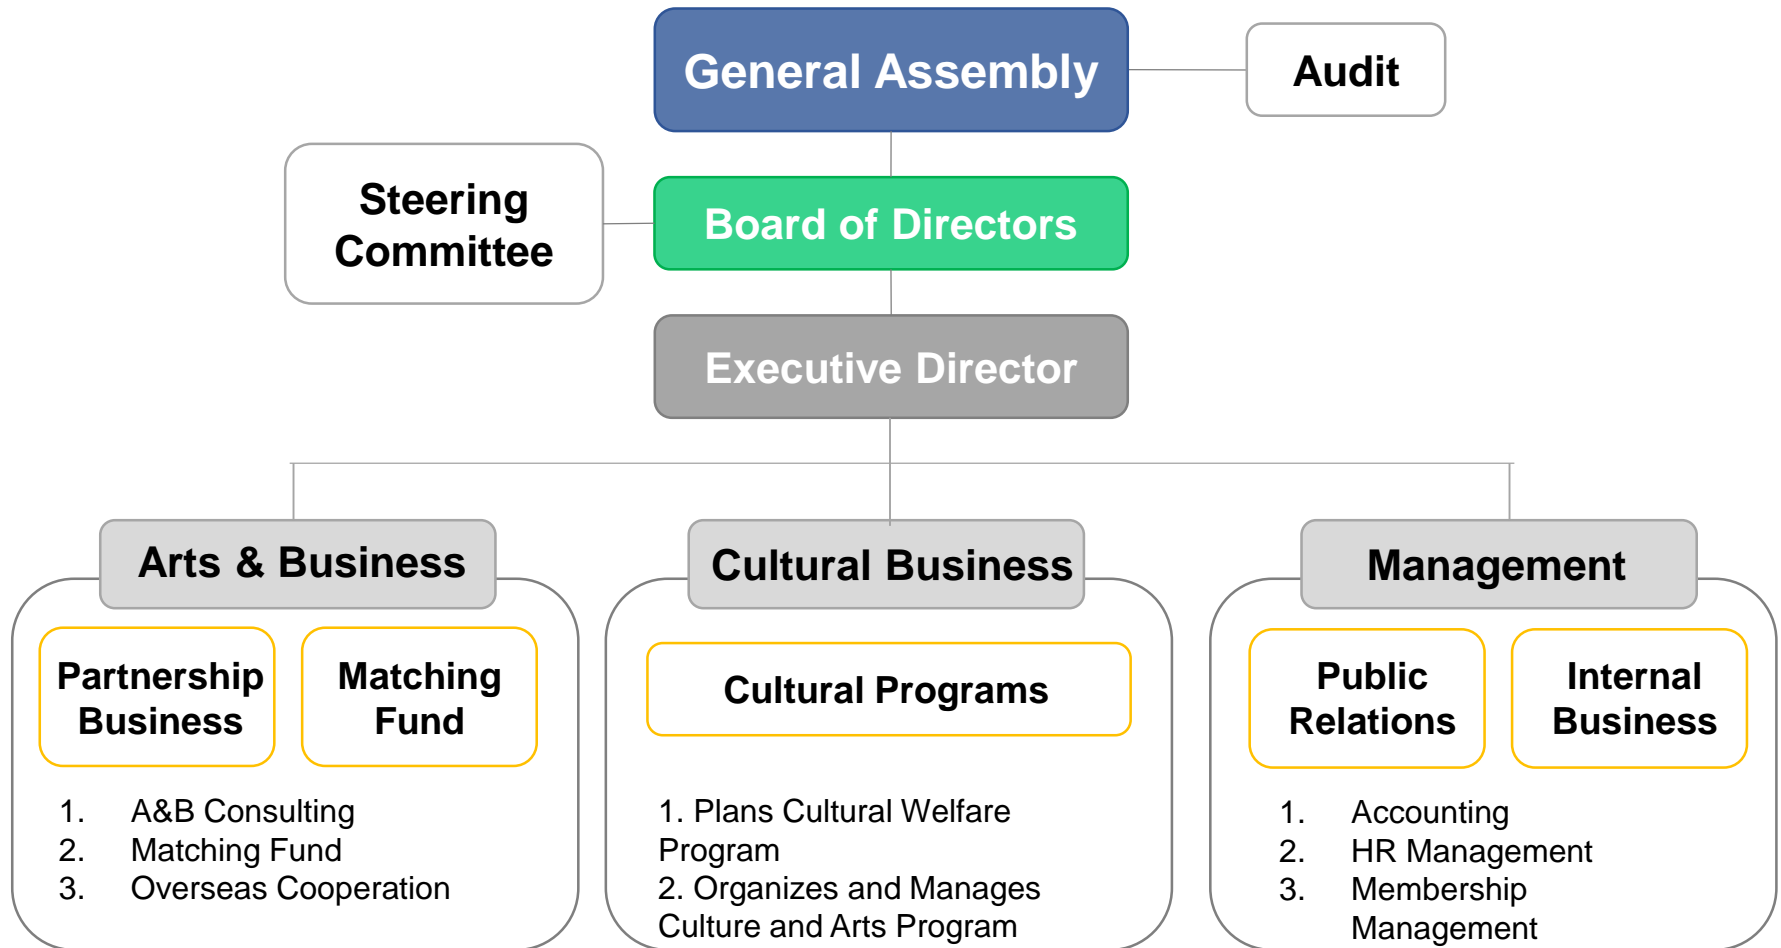 General Assembly
Audit
Steering
Committee
Board of Directors
Executive Director
Arts & Business
Partnership
Business
Matching
Fund
1. A&B Consulting
2. Matching Fund
3. Overseas Cooperation
Cultural Business
Cultural Programs
1. Plans Cultural Welfare
Program
2. Organizes and Manages
Culture and Arts Program
Management
Public
Relations
Internal
Business
1. Accounting
2. HR Management
3. Membership
Management